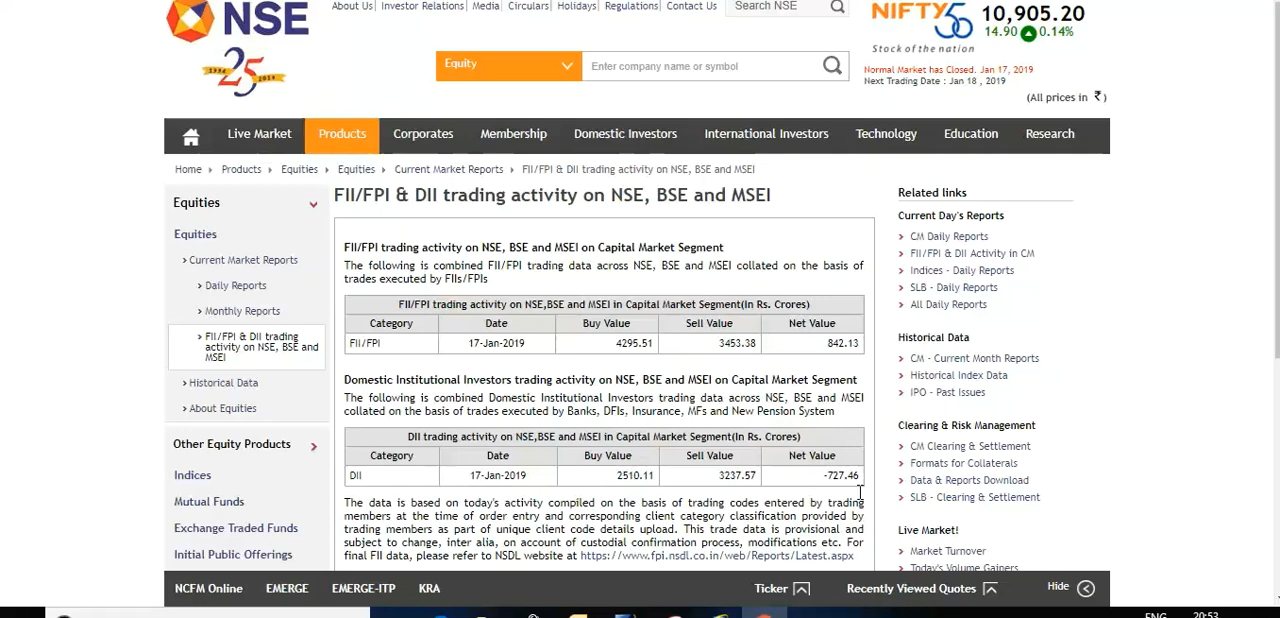 NSE
1994 25 2019
About Us | Investor Relations | Media | Circulars | Holidays | Regulations | Contact Us
Search NSE
NIFTY 50
Stock of the nation
10,905.20
14.90 0.14%
Equity
Enter company name or symbol
Normal Market has Closed. Jan 17, 2019
Next Trading Date : Jan 18 , 2019
(All prices in ₹ )
Live Market Products Corporates Membership Domestic Investors International Investors Technology Education Research
Home › Products › Equities › Equities › Current Market Reports › FII/FPI & DII trading activity on NSE, BSE and MSEI
Equities
Equities
› Current Market Reports
› Daily Reports
› Monthly Reports
› FII/FPI & DII trading
activity on NSE, BSE and
MSEI
› Historical Data
› About Equities
Other Equity Products
Indices
Mutual Funds
Exchange Traded Funds
Initial Public Offerings
FII/FPI & DII trading activity on NSE, BSE and MSEI
FII/FPI trading activity on NSE, BSE and MSEI on Capital Market Segment
The following is combined FII/FPI trading data across NSE, BSE and MSEI collated on the basis of
trades executed by FIIs/FPIs
FII/FPI trading activity on NSE,BSE and MSEI in Capital Market Segment(In Rs. Crores)
Category Date Buy Value Sell Value Net Value
FII/FPI 17-Jan-2019 4295.51 3453.38 842.13
Domestic Institutional Investors trading activity on NSE, BSE and MSEI on Capital Market Segment
The following is combined Domestic Institutional Investors trading data across NSE, BSE and MSEI
collated on the basis of trades executed by Banks, DFIs, Insurance, MFs and New Pension System
DII trading activity on NSE,BSE and MSEI in Capital Market Segment(In Rs. Crores)
Category Date Buy Value Sell Value Net Value
DII 17-Jan-2019 2510.11 3237.57 -727.46
The data is based on today's activity compiled on the basis of trading codes entered by trading
members at the time of order entry and corresponding client category classification provided by
trading members as part of unique client code details upload. This trade data is provisional and
subject to change, inter alia, on account of custodial confirmation process, modifications etc. For
final FII data, please refer to NSDL website at https://www.fpi.nsdl.co.in/web/Reports/Latest.aspx
Related links
Current Day's Reports
› CM Daily Reports
› FII/FPI & DII Activity in CM
› Indices - Daily Reports
› SLB - Daily Reports
› All Daily Reports
Historical Data
› CM - Current Month Reports
› Historical Index Data
› IPO - Past Issues
Clearing & Risk Management
› CM Clearing & Settlement
› Formats for Collaterals
› Data & Reports Download
› SLB - Clearing & Settlement
Live Market!
› Market Turnover
› Today's Volume Gainers
NCFM Online EMERGE EMERGE-ITP KRA Ticker Recently Viewed Quotes Hide
ENG 20:53